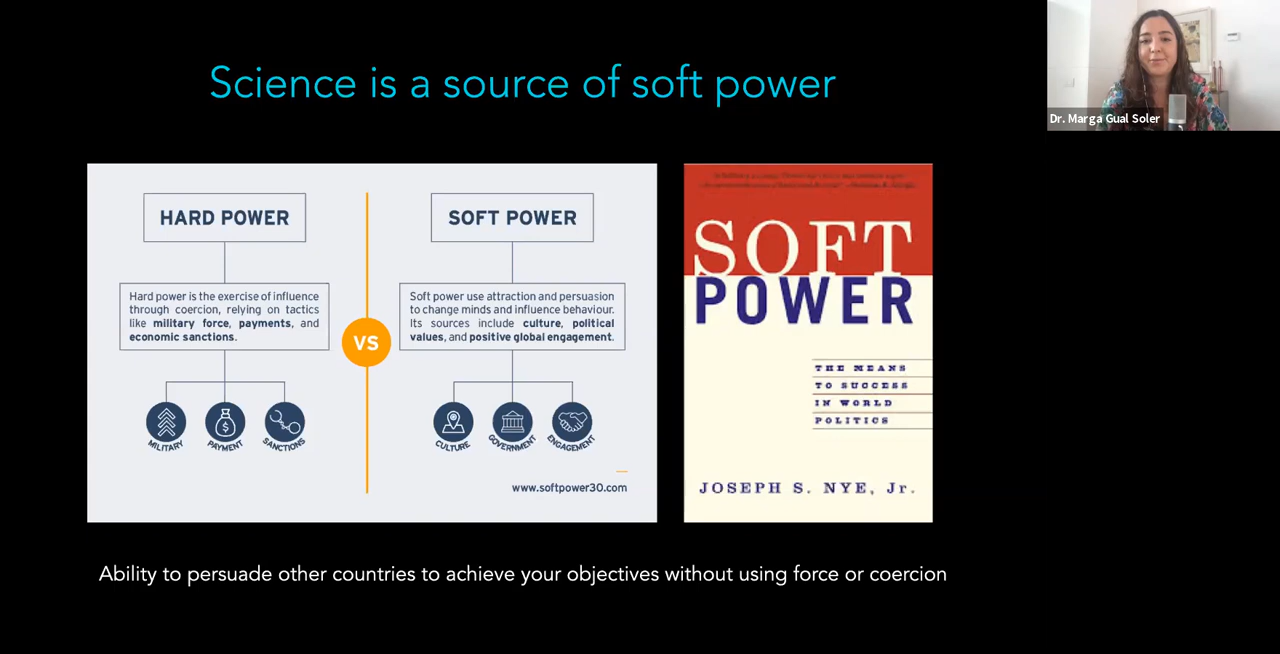 Science is a source of soft power
Dr. Marga Gual Soler
HARD POWER
Hard power is the exercise of influence
through coercion, relying on tactics
like military force, payments, and
economic sanctions.
MILITARY
PAYMENT
SANCTIONS
VS
SOFT POWER
Soft power use attraction and persuasion
to change minds and influence behaviour.
Its sources include culture, political
values, and positive global engagement.
CULTURE
GOVERNMENT
ENGAGEMENT
www.softpower30.com
SOFT
POWER
THE MEANS
TO SUCCESS
IN WORLD
POLITICS
JOSEPH S. NYE, Jr.
Ability to persuade other countries to achieve your objectives without using force or coercion